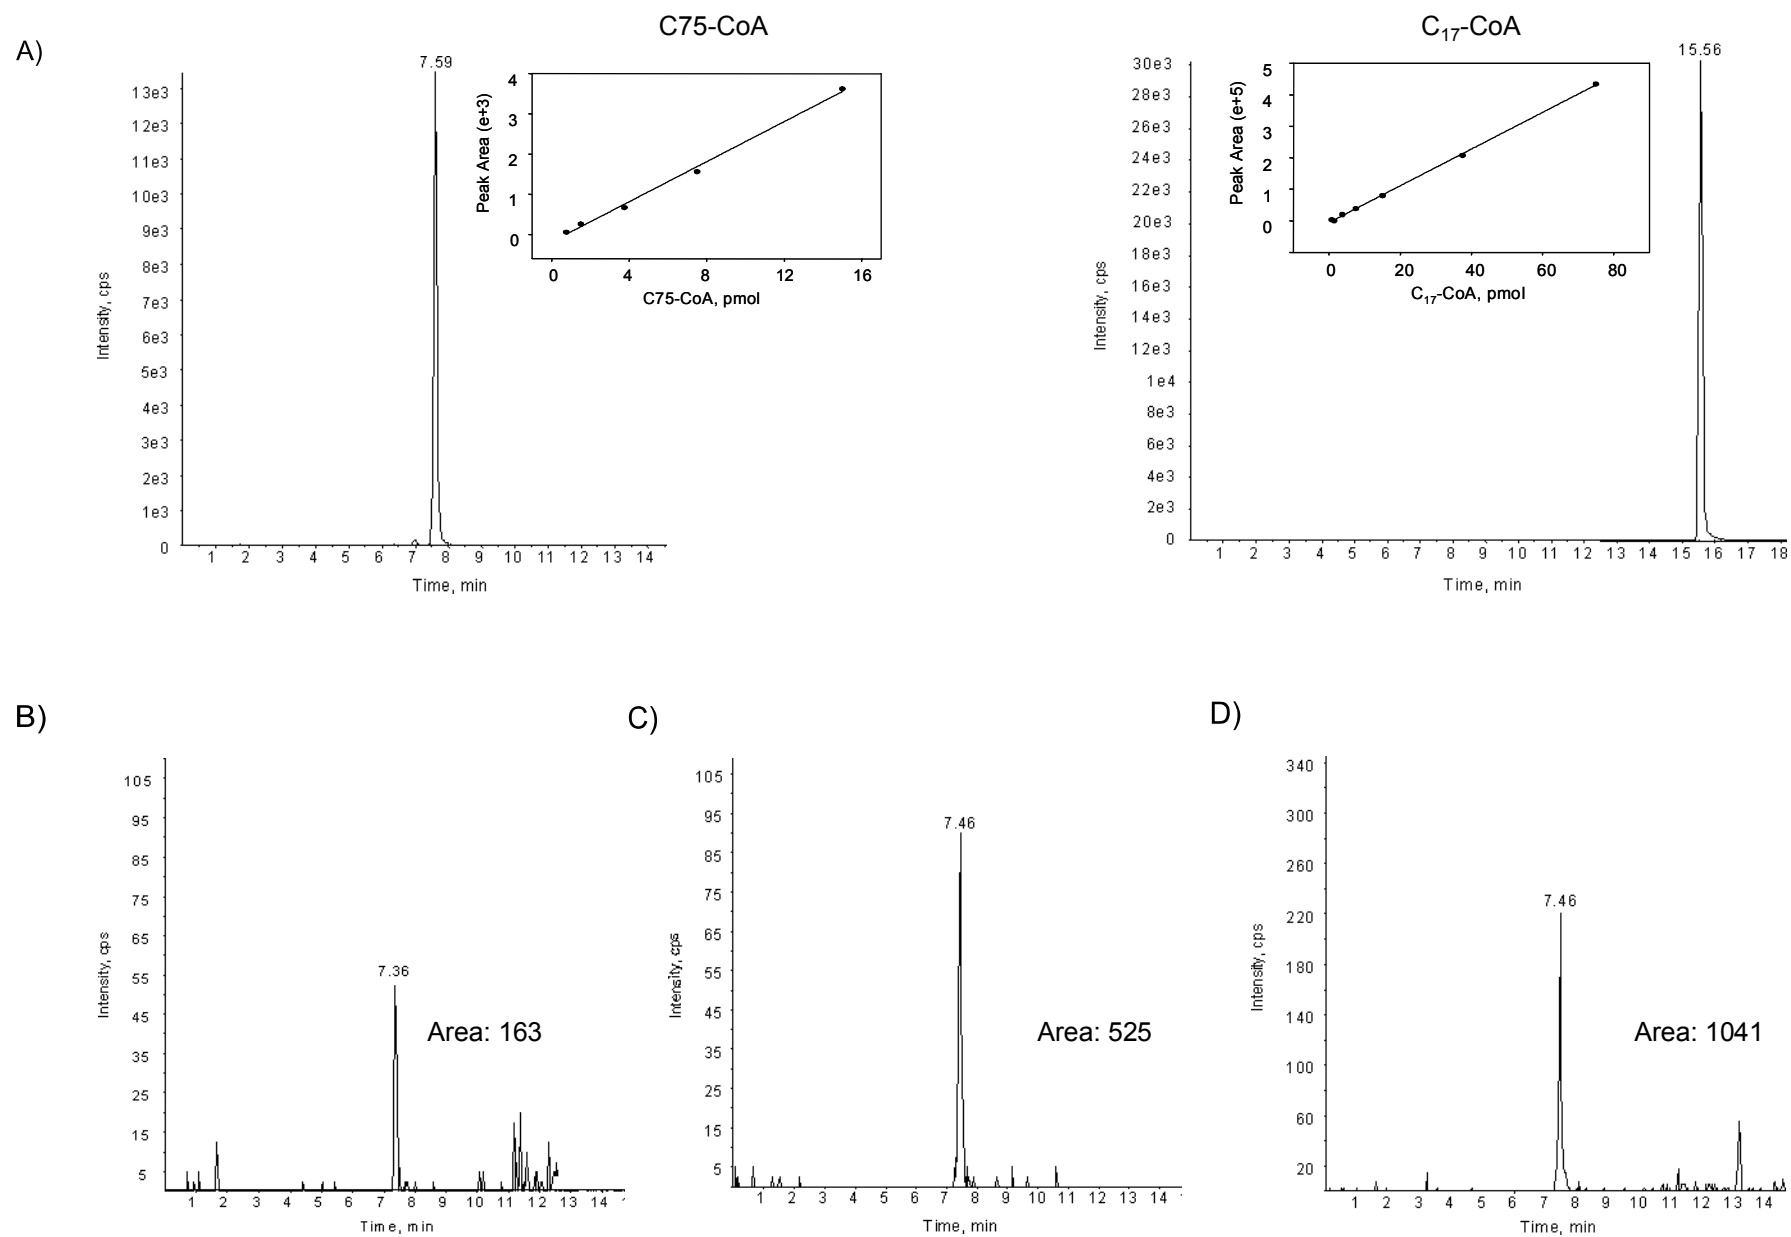 A)
C75-CoA
7.59
13e3
12e3
11e3
10e3
9e3
8e3
7e3
6e3
5e3
4e3
3e3
2e3
1e3
0
Intensity, cps
1 2 3 4 5 6 7 8 9 10 11 12 13 14
Time, min
4
3
2
1
0
Peak Area (e+3)
0 4 8 12 16
C75-CoA, pmol
C17-CoA
15.56
30e3
28e3
26e3
24e3
22e3
20e3
18e3
16e3
14e3
12e3
1e4
8e3
6e3
4e3
2e3
0
Intensity, cps
1 2 3 4 5 6 7 8 9 10 11 12 13 14 15 16 17 18
Time, min
5
4
3
2
1
0
Peak Area (e+5)
0 20 40 60 80
C17-CoA, pmol
B)
105
95
85
75
65
55
45
35
25
15
5
Intensity, cps
7.36
Area: 163
1 2 3 4 5 6 7 8 9 10 11 12 13 14
Time, min
C)
105
95
85
75
65
55
45
35
25
15
5
Intensity, cps
7.46
Area: 525
1 2 3 4 5 6 7 8 9 10 11 12 13 14
Time, min
D)
340
300
260
220
180
140
100
60
20
Intensity, cps
7.46
Area: 1041
1 2 3 4 5 6 7 8 9 10 11 12 13 14
Time, min